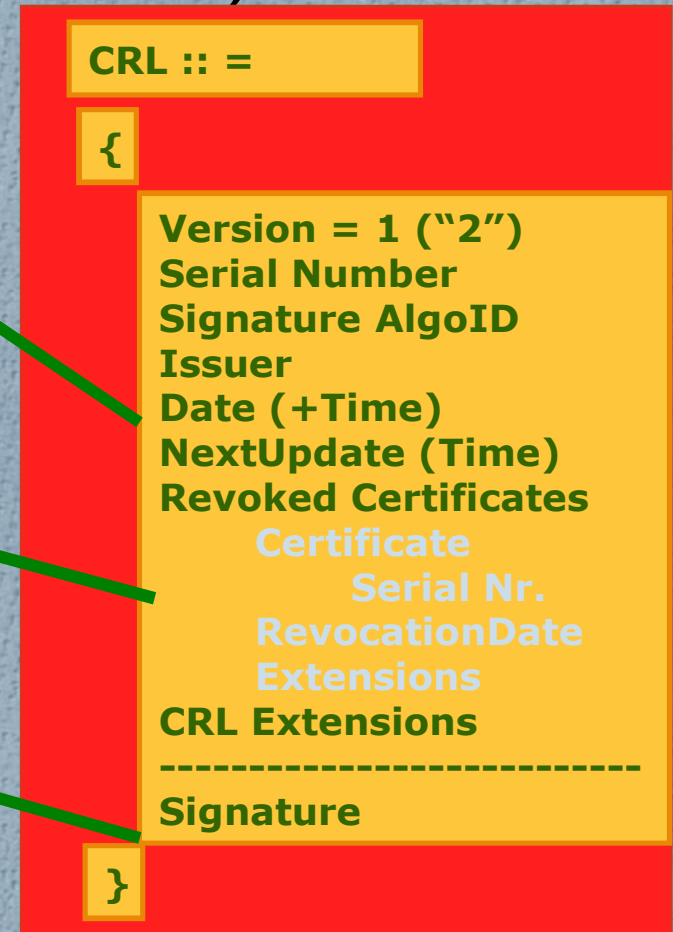 CRL :: =
{
Version = 1 (“2”)
Serial Number
Signature AlgoID
Issuer
Date (+Time)
NextUpdate (Time)
Revoked Certificates
Certificate
Serial Nr.
RevocationDate
Extensions
CRL Extensions
---------------------------
Signature
}